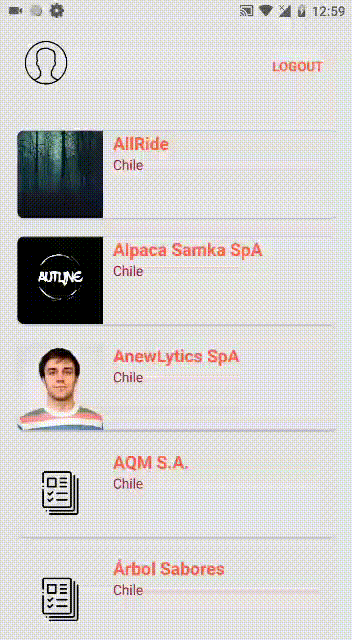 12:59
LOGOUT
AllRide
Chile
Alpaca Samka SpA
Chile
AUTLINE
AnewLytics SpA
Chile
AQM S.A.
Chile
Árbol Sabores
Chile